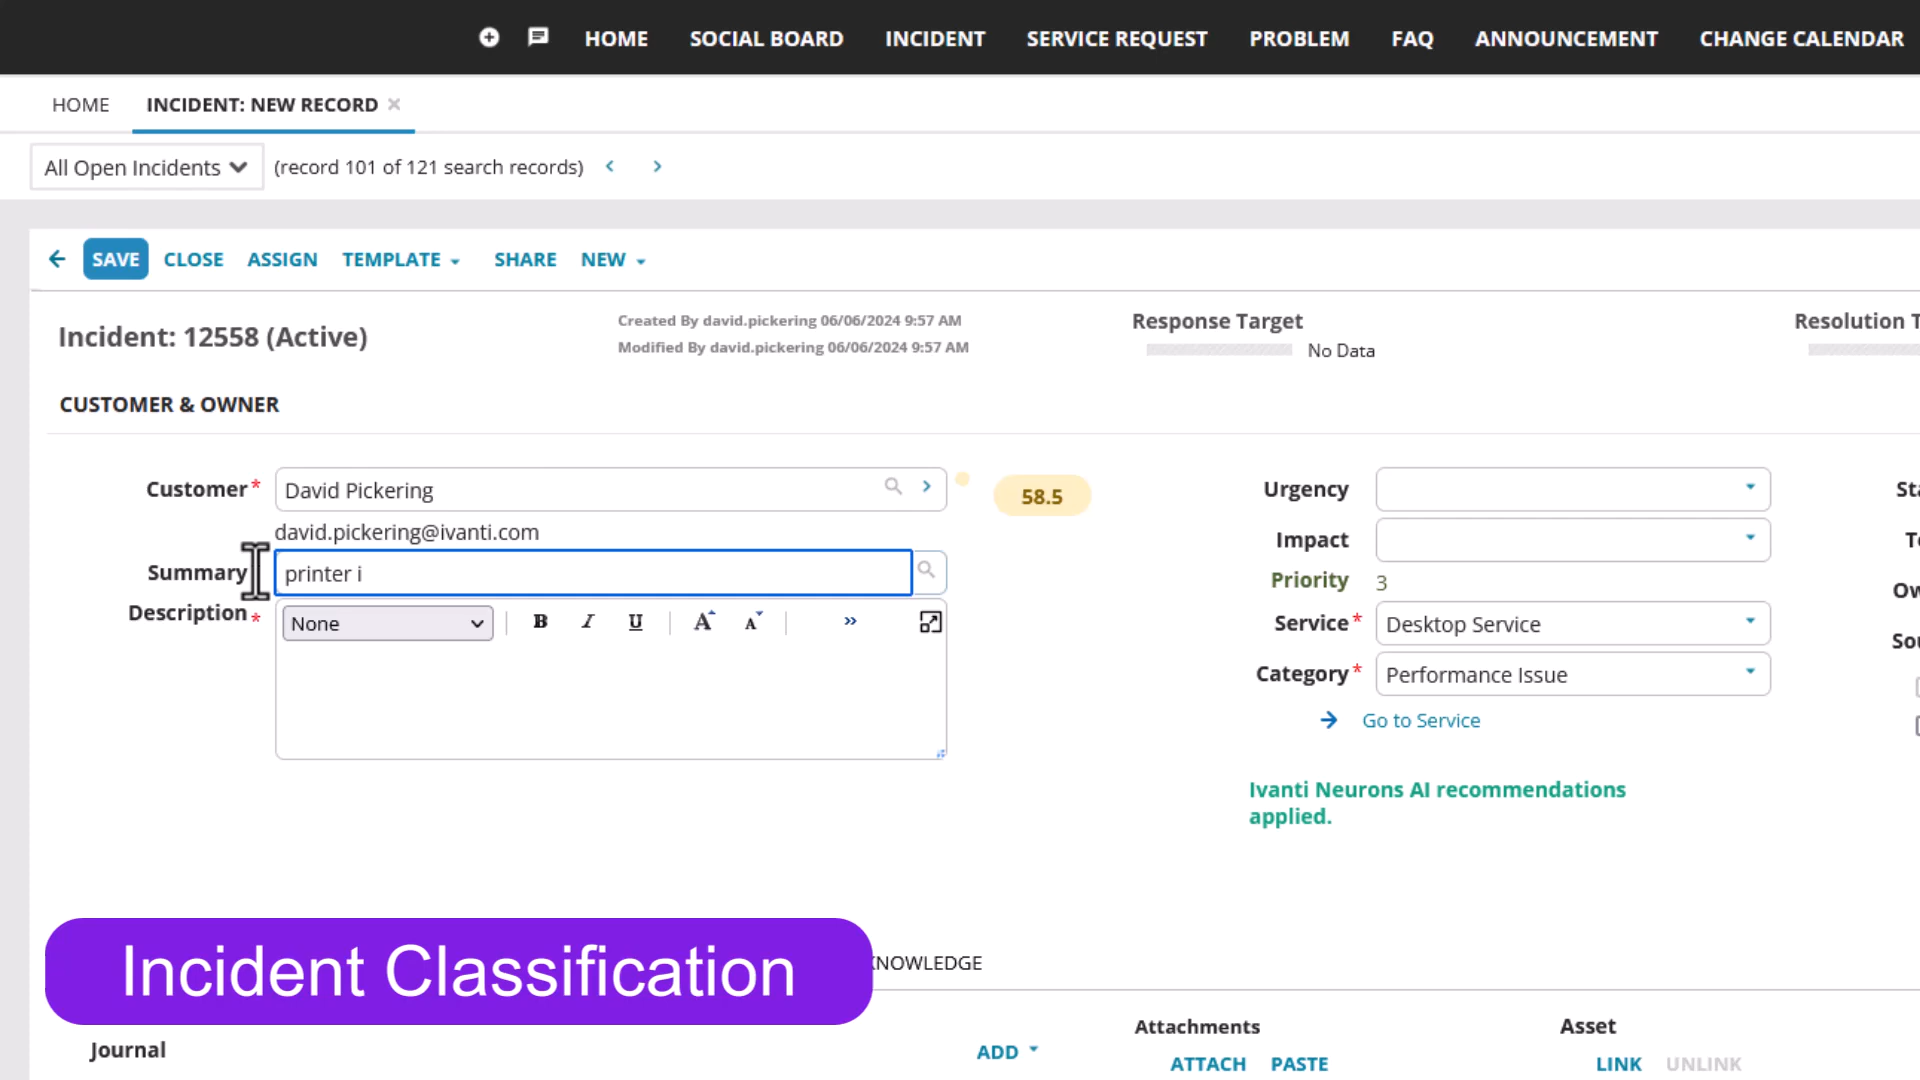 HOME SOCIAL BOARD INCIDENT SERVICE REQUEST PROBLEM FAQ ANNOUNCEMENT CHANGE CALENDAR
HOME INCIDENT: NEW RECORD
All Open Incidents (record 101 of 121 search records)
SAVE CLOSE ASSIGN TEMPLATE SHARE NEW
Incident: 12558 (Active)
Created By david.pickering 06/06/2024 9:57 AM
Modified By david.pickering 06/06/2024 9:57 AM
Response Target
No Data
Resolution T
CUSTOMER & OWNER
Customer* David Pickering
58.5
david.pickering@ivanti.com
Summary printer i
Description*
None B I U A A »
Urgency
Impact
Priority 3
Service* Desktop Service
Category* Performance Issue
Go to Service
Ivanti Neurons AI recommendations
applied.
Sta
Ow
Sou
Incident Classification
KNOWLEDGE
Journal ADD
Attachments
ATTACH PASTE
Asset
LINK UNLINK